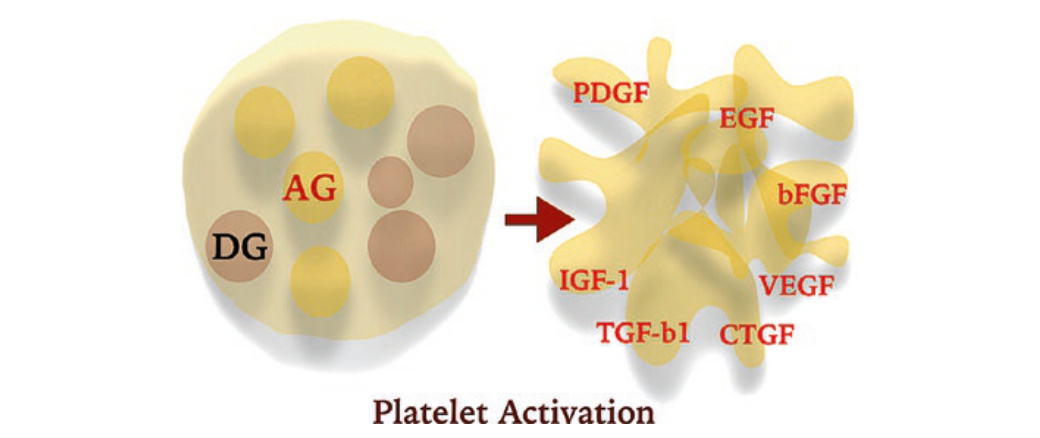 AG
DG
PDGF
EGF
bFGF
IGF-1
VEGF
TGF-b1
CTGF
Platelet Activation